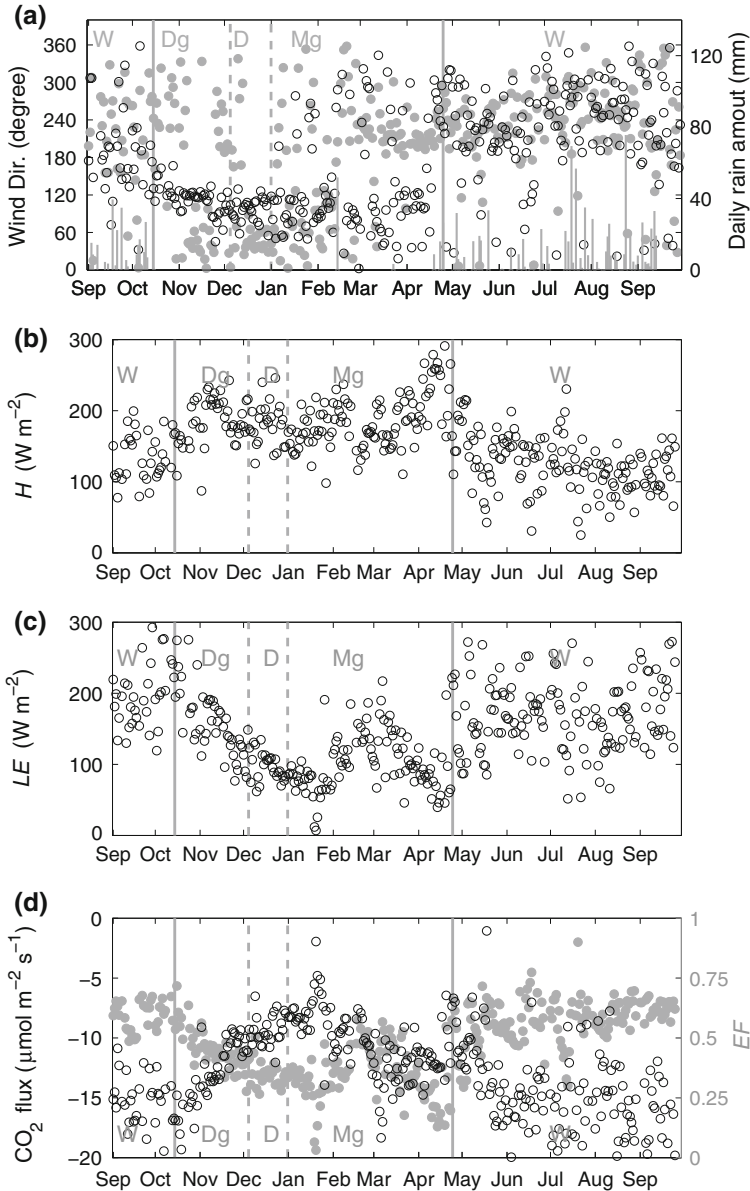 (a)
W Dg D Mg W
360
300
240
180
120
60
0
Wind Dir. (degree)
120
80
40
0
Daily rain amout (mm)
Sep Oct Nov Dec Jan Feb Mar Apr May Jun Jul Aug Sep
(b)
W Dg D Mg W
300
200
100
0
H (W m−2)
Sep Oct Nov Dec Jan Feb Mar Apr May Jun Jul Aug Sep
(c)
W Dg D Mg W
300
200
100
0
LE (W m−2)
Sep Oct Nov Dec Jan Feb Mar Apr May Jun Jul Aug Sep
(d)
0
−5
−10
−15
−20
CO2 flux (μmol m−2 s−1)
1
0.75
0.5
0.25
0
EF
W Dg D Mg W
Sep Oct Nov Dec Jan Feb Mar Apr May Jun Jul Aug Sep